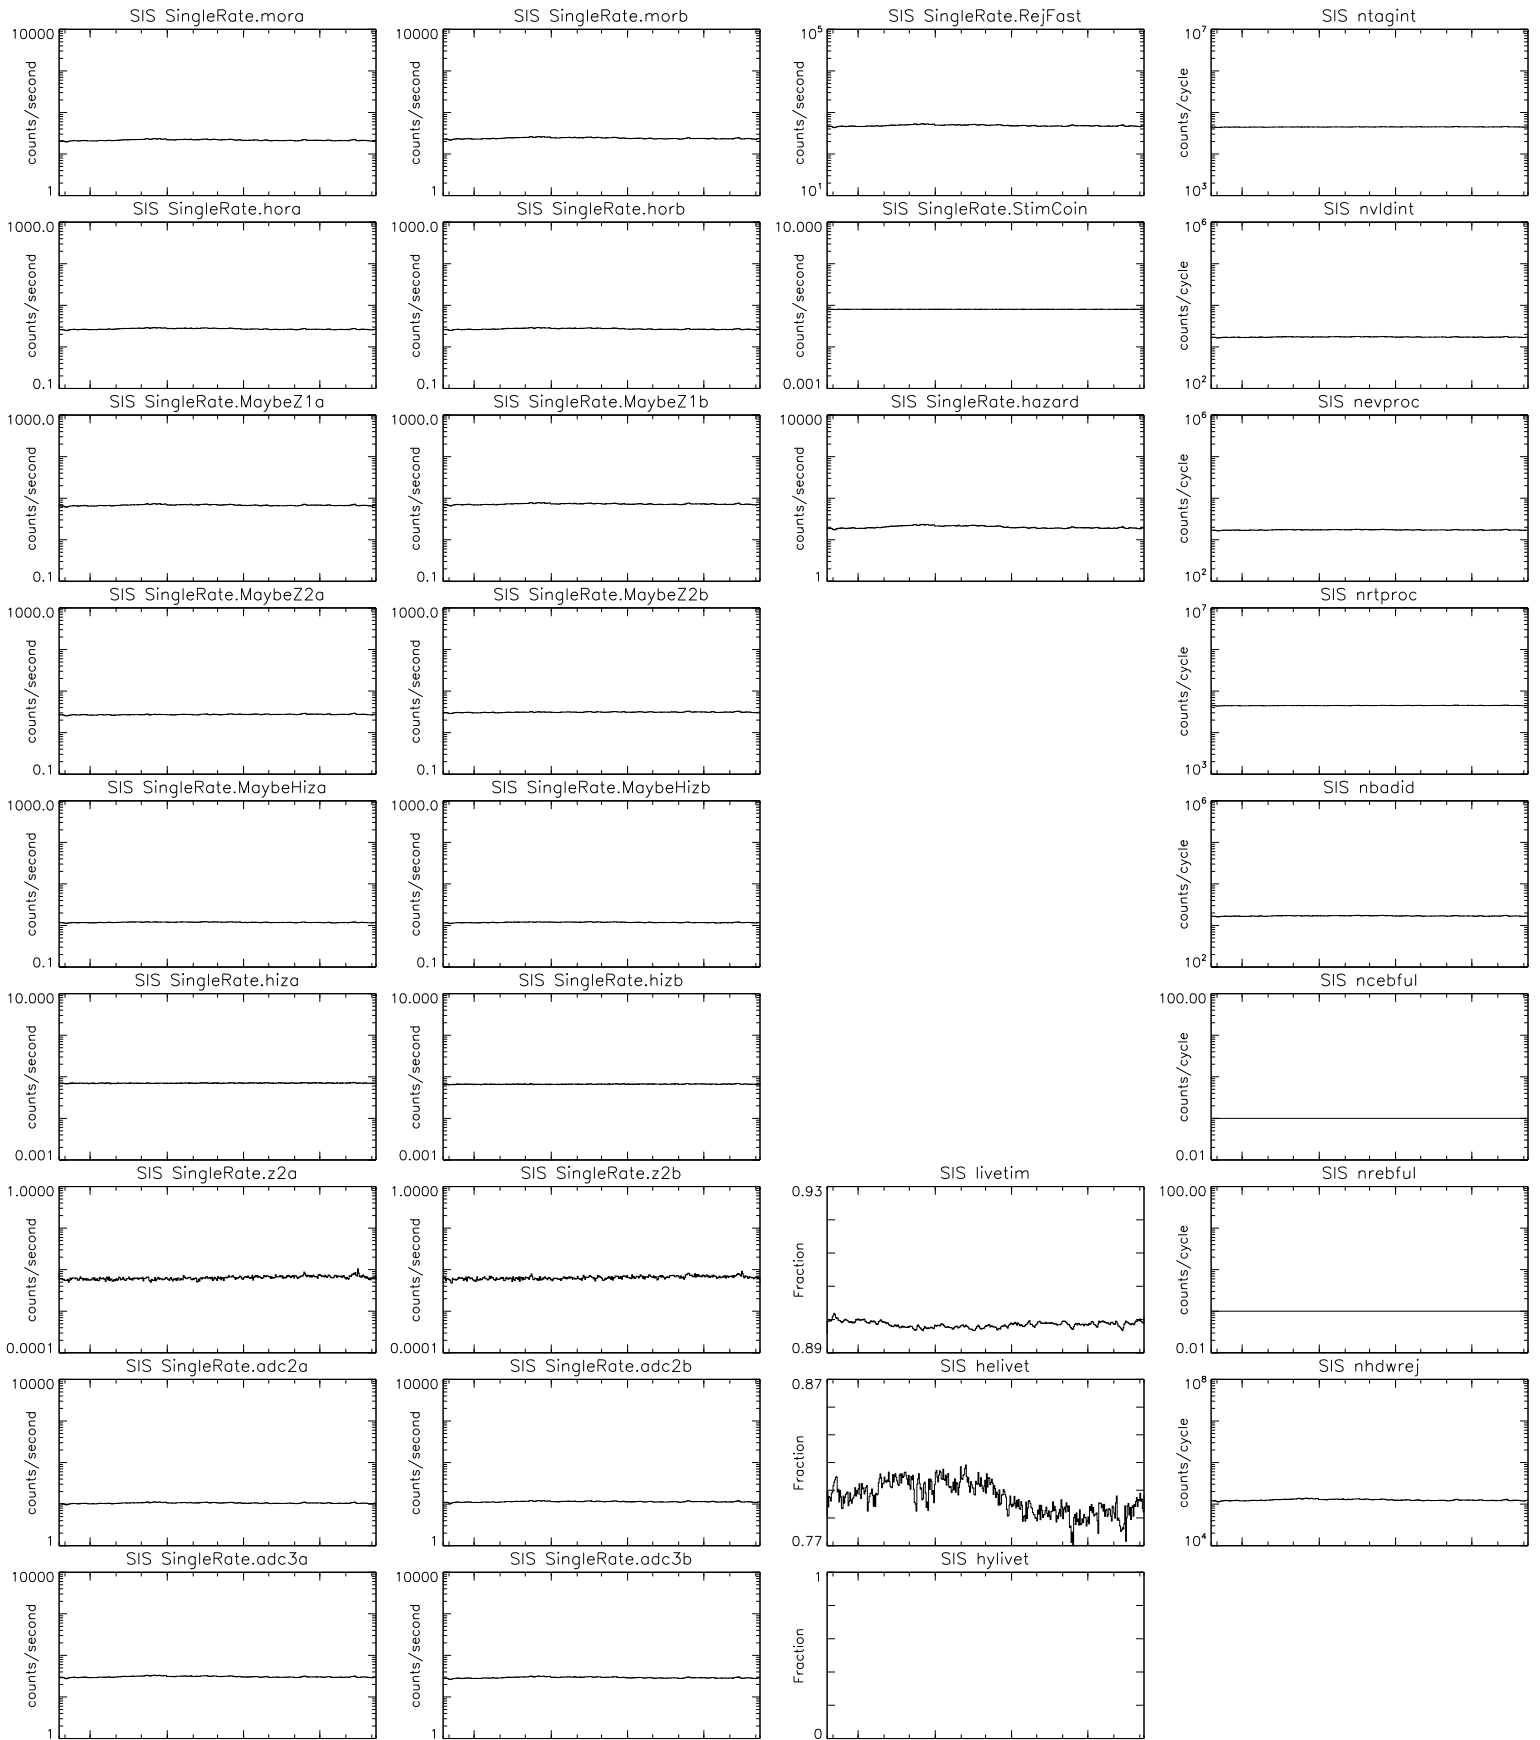 SIS SingleRate.mora
10000
counts/second
1
SIS SingleRate.morb
10000
counts/second
1
SIS SingleRate.RejFast
10⁵
counts/second
10¹
SIS ntagint
10⁷
counts/cycle
10³
SIS SingleRate.hora
1000.0
counts/second
0.1
SIS SingleRate.horb
1000.0
counts/second
0.1
SIS SingleRate.StimCoin
10.000
counts/second
0.001
SIS nvldint
10⁶
counts/cycle
10²
SIS SingleRate.MaybeZ1a
1000.0
counts/second
0.1
SIS SingleRate.MaybeZ1b
1000.0
counts/second
0.1
SIS SingleRate.hazard
10000
counts/second
1
SIS nevproc
10⁶
counts/cycle
10²
SIS SingleRate.MaybeZ2a
1000.0
counts/second
0.1
SIS SingleRate.MaybeZ2b
1000.0
counts/second
0.1
SIS nrtproc
10⁷
counts/cycle
10³
SIS SingleRate.MaybeHiza
1000.0
counts/second
0.1
SIS SingleRate.MaybeHizb
1000.0
counts/second
0.1
SIS nbadid
10⁶
counts/cycle
10²
SIS SingleRate.hiza
10.000
counts/second
0.001
SIS SingleRate.hizb
10.000
counts/second
0.001
SIS ncebful
100.00
counts/cycle
0.01
SIS SingleRate.z2a
1.0000
counts/second
0.0001
SIS SingleRate.z2b
1.0000
counts/second
0.0001
SIS livetim
0.93
Fraction
0.89
SIS nrebful
100.00
counts/cycle
0.01
SIS SingleRate.adc2a
10000
counts/second
1
SIS SingleRate.adc2b
10000
counts/second
1
SIS helivet
0.87
Fraction
0.77
SIS nhdwrej
10⁸
counts/cycle
10⁴
SIS SingleRate.adc3a
10000
counts/second
1
SIS SingleRate.adc3b
10000
counts/second
1
SIS hylivet
1
Fraction
0